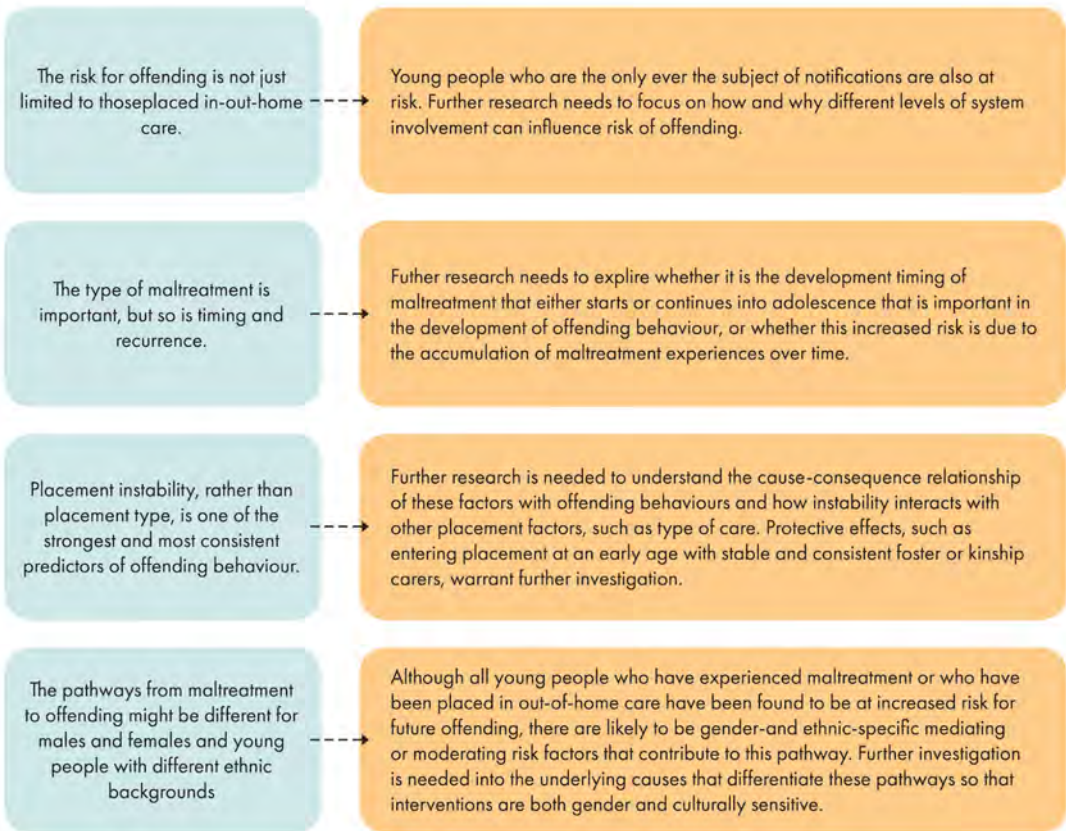 The risk for offending is not just
limited to thoseplaced in-out-home
care.
Young people who are the only ever the subject of notifications are also at
risk. Further research needs to focus on how and why different levels of system
involvement can influence risk of offending.
The type of maltreatment is
important, but so is timing and
recurrence.
Futher research needs to explire whether it is the development timing of
maltreatment that either starts or continues into adolescence that is important in
the development of offending behaviour, or whether this increased risk is due to
the accumulation of maltreatment experiences over time.
Placement instability, rather than
placement type, is one of the
strongest and most consistent
predictors of offending behaviour.
Further research is needed to understand the cause-consequence relationship
of these factors with offending behaviours and how instability interacts with
other placement factors, such as type of care. Protective effects, such as
entering placement at an early age with stable and consistent foster or kinship
carers, warrant further investigation.
The pathways from maltreatment
to offending might be different for
males and females and young
people with different ethnic
backgrounds
Although all young people who have experienced maltreatment or who have
been placed in out-of-home care have been found to be at increased risk for
future offending, there are likely to be gender-and ethnic-specific mediating
or moderating risk factors that contribute to this pathway. Further investigation
is needed into the underlying causes that differentiate these pathways so that
interventions are both gender and culturally sensitive.